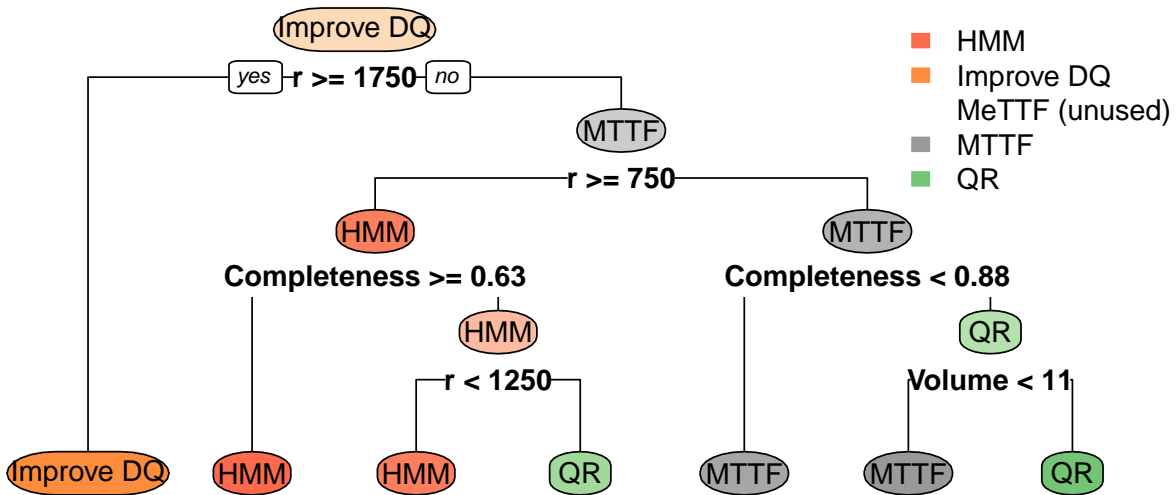 Improve DQ
yes r >= 1750 no
MTTF
r >= 750
HMM MTTF
Completeness >= 0.63 Completeness < 0.88
HMM QR
r < 1250 Volume < 11
Improve DQ HMM HMM QR MTTF MTTF QR
HMM
Improve DQ
MeTTF (unused)
MTTF
QR